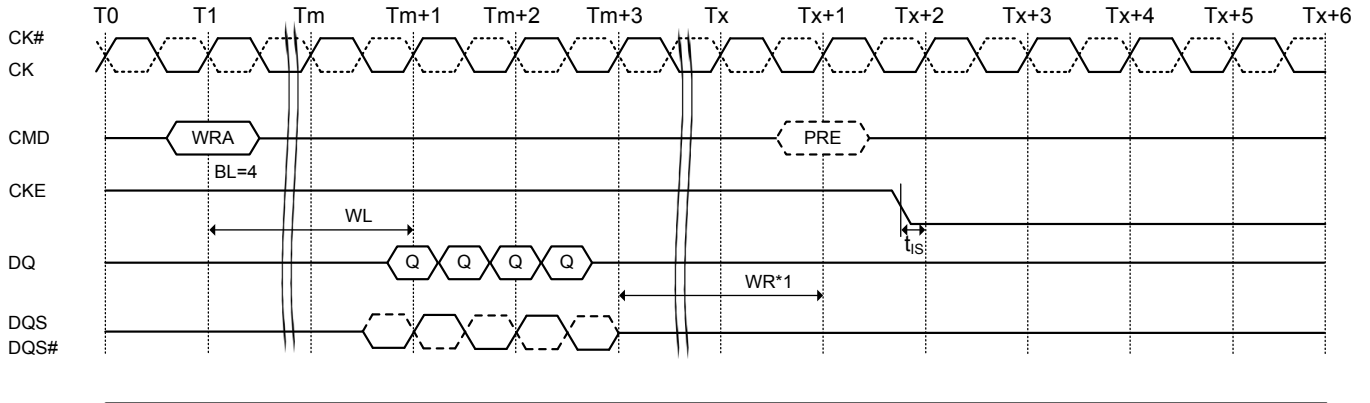 T0 T1 Tm Tm+1 Tm+2 Tm+3 Tx Tx+1 Tx+2 Tx+3 Tx+4 Tx+5 Tx+6
CK#
CK
CMD WRA PRE
BL=4
CKE
WL
tIS
DQ Q Q Q Q
WR*1
DQS
DQS#